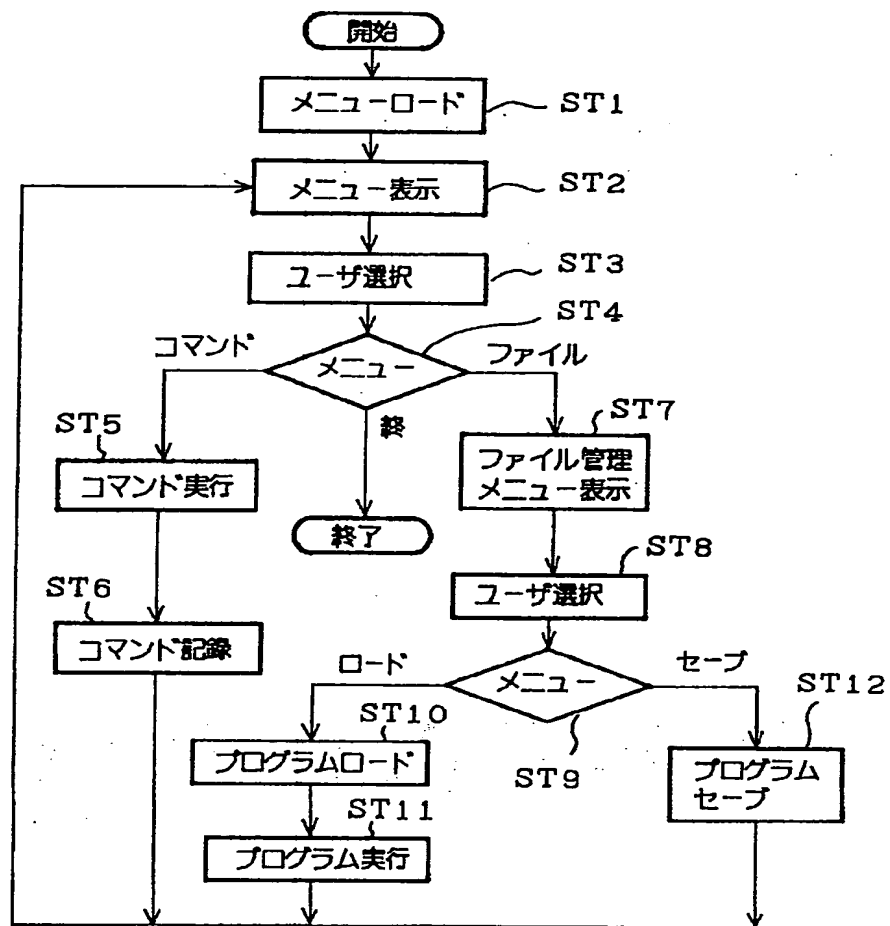 開始
メニューロード
ST1
メニュー表示
ST2
ユーザ選択
ST3
ST4
コマンド
メニュー
ファイル
終
ST5
コマンド実行
ST7
ファイル管理
メニュー表示
終了
ST8
ユーザ選択
ST6
コマンド記録
ロード
メニュー
セーブ
ST9
ST10
プログラムロード
ST12
プログラム
セーブ
ST11
プログラム実行